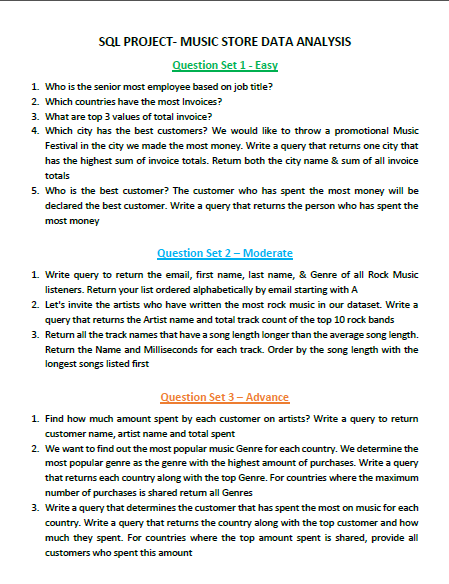 SQL PROJECT- MUSIC STORE DATA ANALYSIS
Question Set 1 - Easy
1. Who is the senior most employee based on job title?
2. Which countries have the most Invoices?
3. What are top 3 values of total invoice?
4. Which city has the best customers? We would like to throw a promotional Music
Festival in the city we made the most money. Write a query that returns one city that
has the highest sum of invoice totals. Return both the city name & sum of all invoice
totals
5. Who is the best customer? The customer who has spent the most money will be
declared the best customer. Write a query that returns the person who has spent the
most money
Question Set 2 – Moderate
1. Write query to return the email, first name, last name, & Genre of all Rock Music
listeners. Return your list ordered alphabetically by email starting with A
2. Let's invite the artists who have written the most rock music in our dataset. Write a
query that returns the Artist name and total track count of the top 10 rock bands
3. Return all the track names that have a song length longer than the average song length.
Return the Name and Milliseconds for each track. Order by the song length with the
longest songs listed first
Question Set 3 – Advance
1. Find how much amount spent by each customer on artists? Write a query to return
customer name, artist name and total spent
2. We want to find out the most popular music Genre for each country. We determine the
most popular genre as the genre with the highest amount of purchases. Write a query
that returns each country along with the top Genre. For countries where the maximum
number of purchases is shared return all Genres
3. Write a query that determines the customer that has spent the most on music for each
country. Write a query that returns the country along with the top customer and how
much they spent. For countries where the top amount spent is shared, provide all
customers who spent this amount